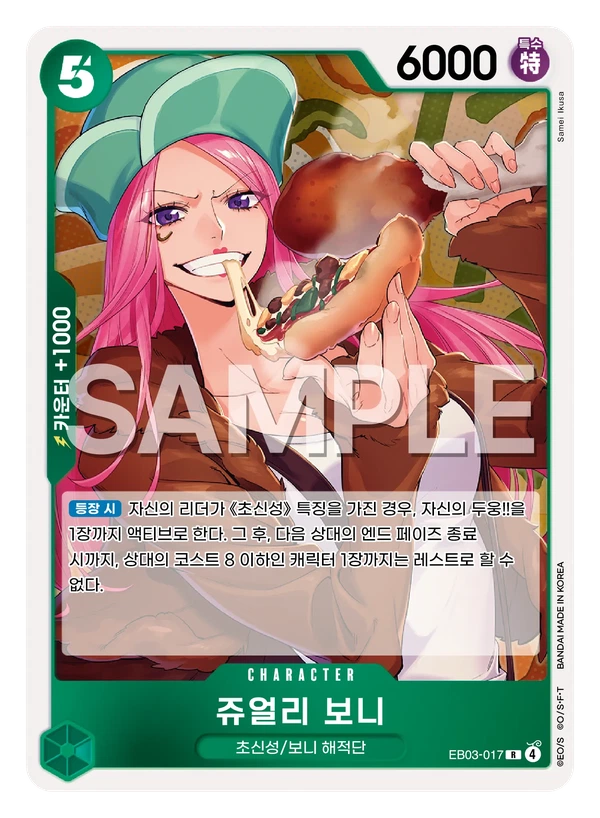 5
6000
특수
特
Samei Ikusa
카운터 +1000
SAMPLE
등장 시 자신의 리더가 《초신성》 특징을 가진 경우, 자신의 두웅!!을
1장까지 액티브로 한다. 그 후, 다음 상대의 엔드 페이즈 종료
시까지, 상대의 코스트 8 이하인 캐릭터 1장까지는 레스트로 할 수
없다.
CHARACTER
쥬얼리 보니
초신성/보니 해적단
EB03-017 R 4
©EO/S ©O/S·F·T BANDAI MADE IN KOREA